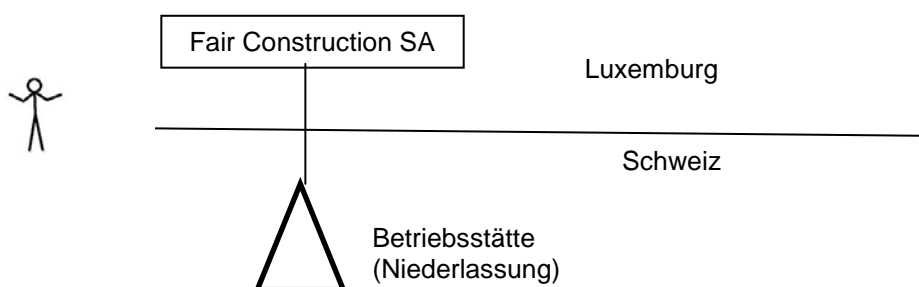 Fair Construction SA
Luxemburg
Schweiz
Betriebsstätte
(Niederlassung)